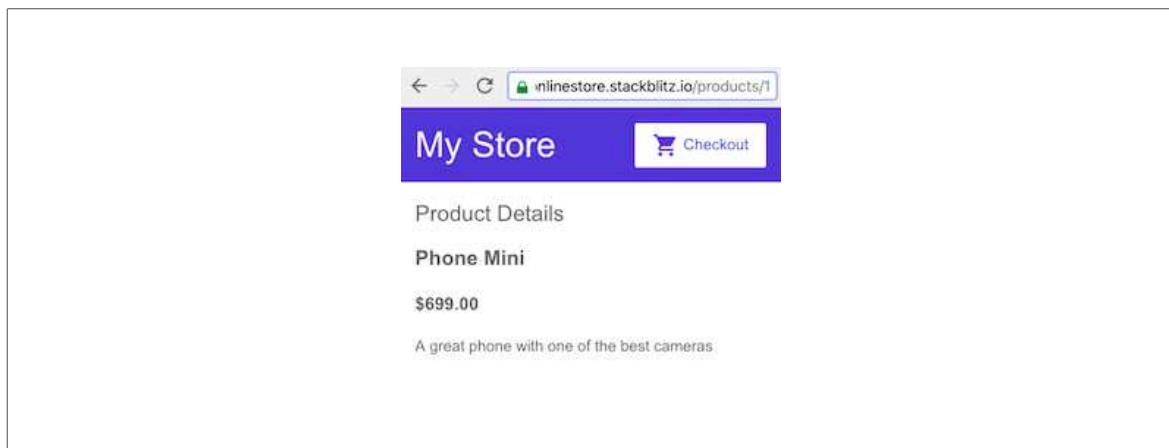 nlinestore.stackblitz.io/products/1
My Store
Checkout
Product Details
Phone Mini
$699.00
A great phone with one of the best cameras